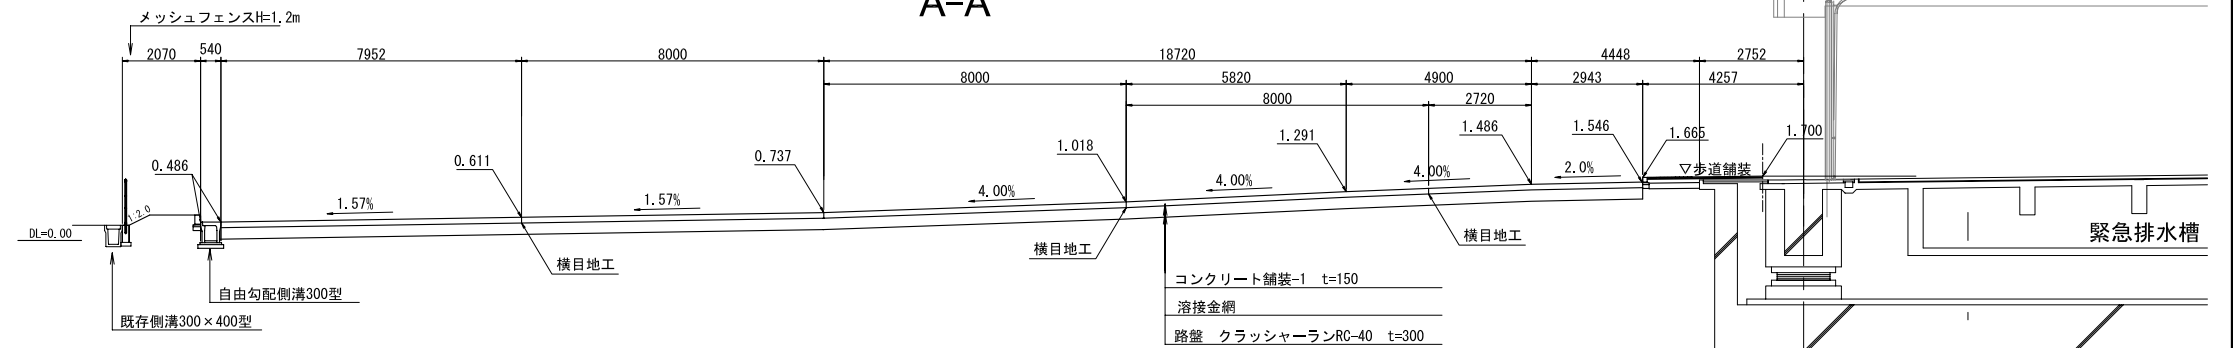 A-A
メッシュフェンスH=1.2m
2070
540
7952
8000
18720
4448
2752
8000
5820
4900
2943
4257
8000
2720
0.486
0.611
0.737
1.018
1.291
1.486
1.546
1.665
1.700
▽歩道舗装
1:2.0
1.57%
1.57%
4.00%
4.00%
4.00%
2.0%
DL=0.00
横目地工
横目地工
横目地工
緊急排水槽
自由勾配側溝300型
既存側溝300×400型
コンクリート舗装-1 t=150
溶接金網
路盤 クラッシャーランRC-40 t=300